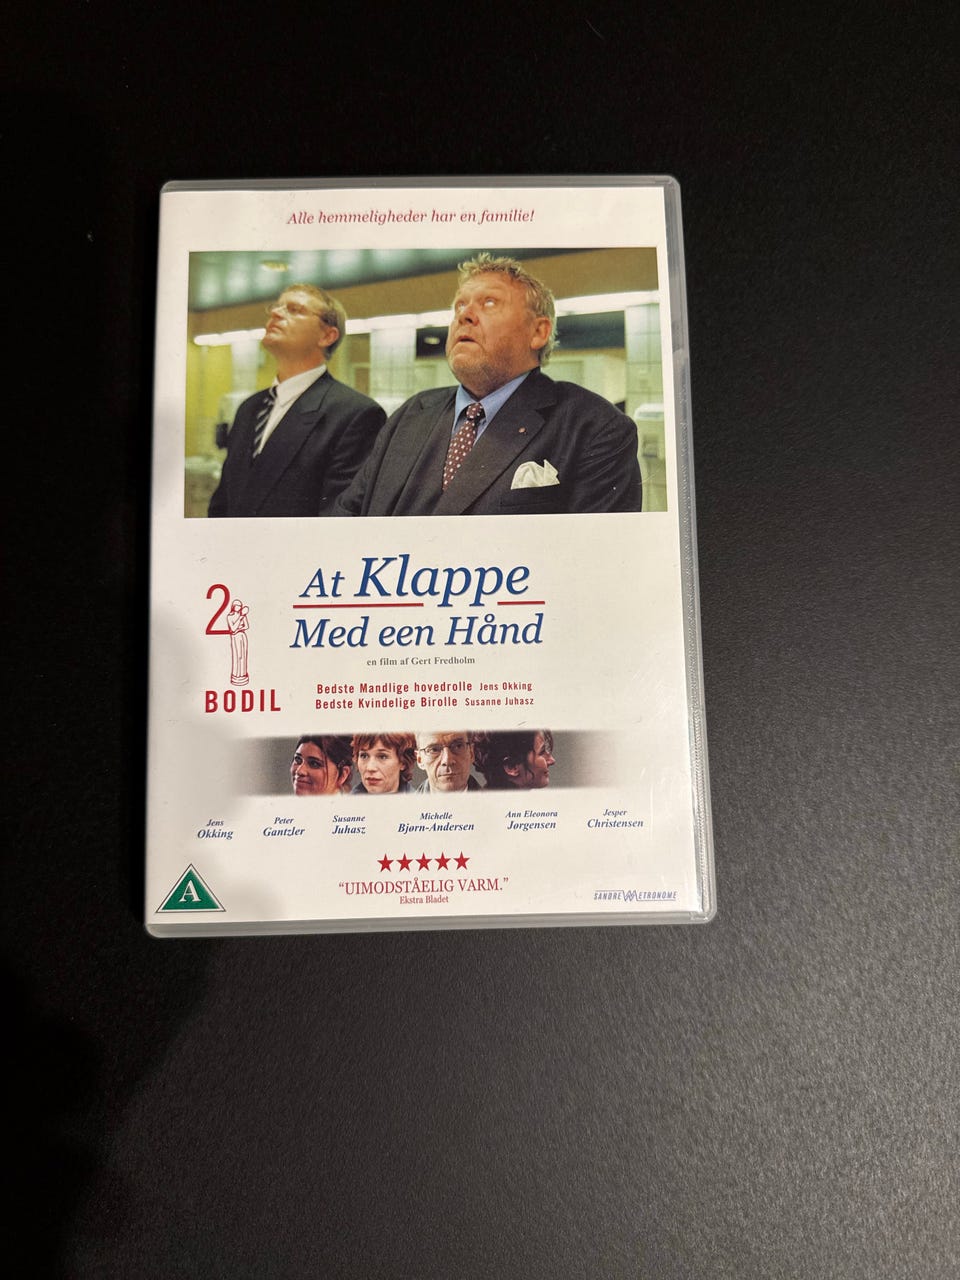 Alle hemmeligheder har en familie!
At Klappe
Med een Hånd
en film af Gert Fredholm
2
BODIL
Bedste Mandlige hovedrolle Jens Okking
Bedste Kvindelige Birolle Susanne Juhasz
Jens Okking
Peter Gantzler
Susanne Juhasz
Michelle Bjørn-Andersen
Ann Eleonora Jørgensen
Jesper Christensen
★★★★★
"UIMODSTÅELIG VARM."
Ekstra Bladet
A
SANDREW METRONOME